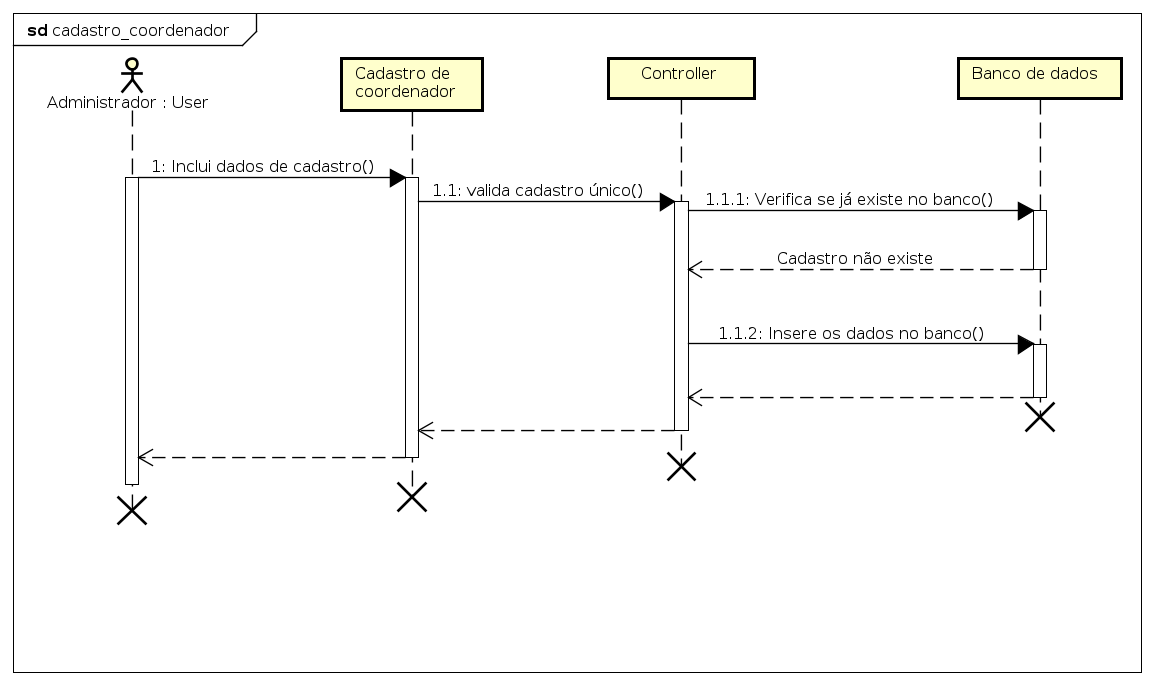 sd cadastro_coordenador
Administrador : User
Cadastro de
coordenador
Controller
Banco de dados
1: Inclui dados de cadastro()
1.1: valida cadastro único()
1.1.1: Verifica se já existe no banco()
Cadastro não existe
1.1.2: Insere os dados no banco()